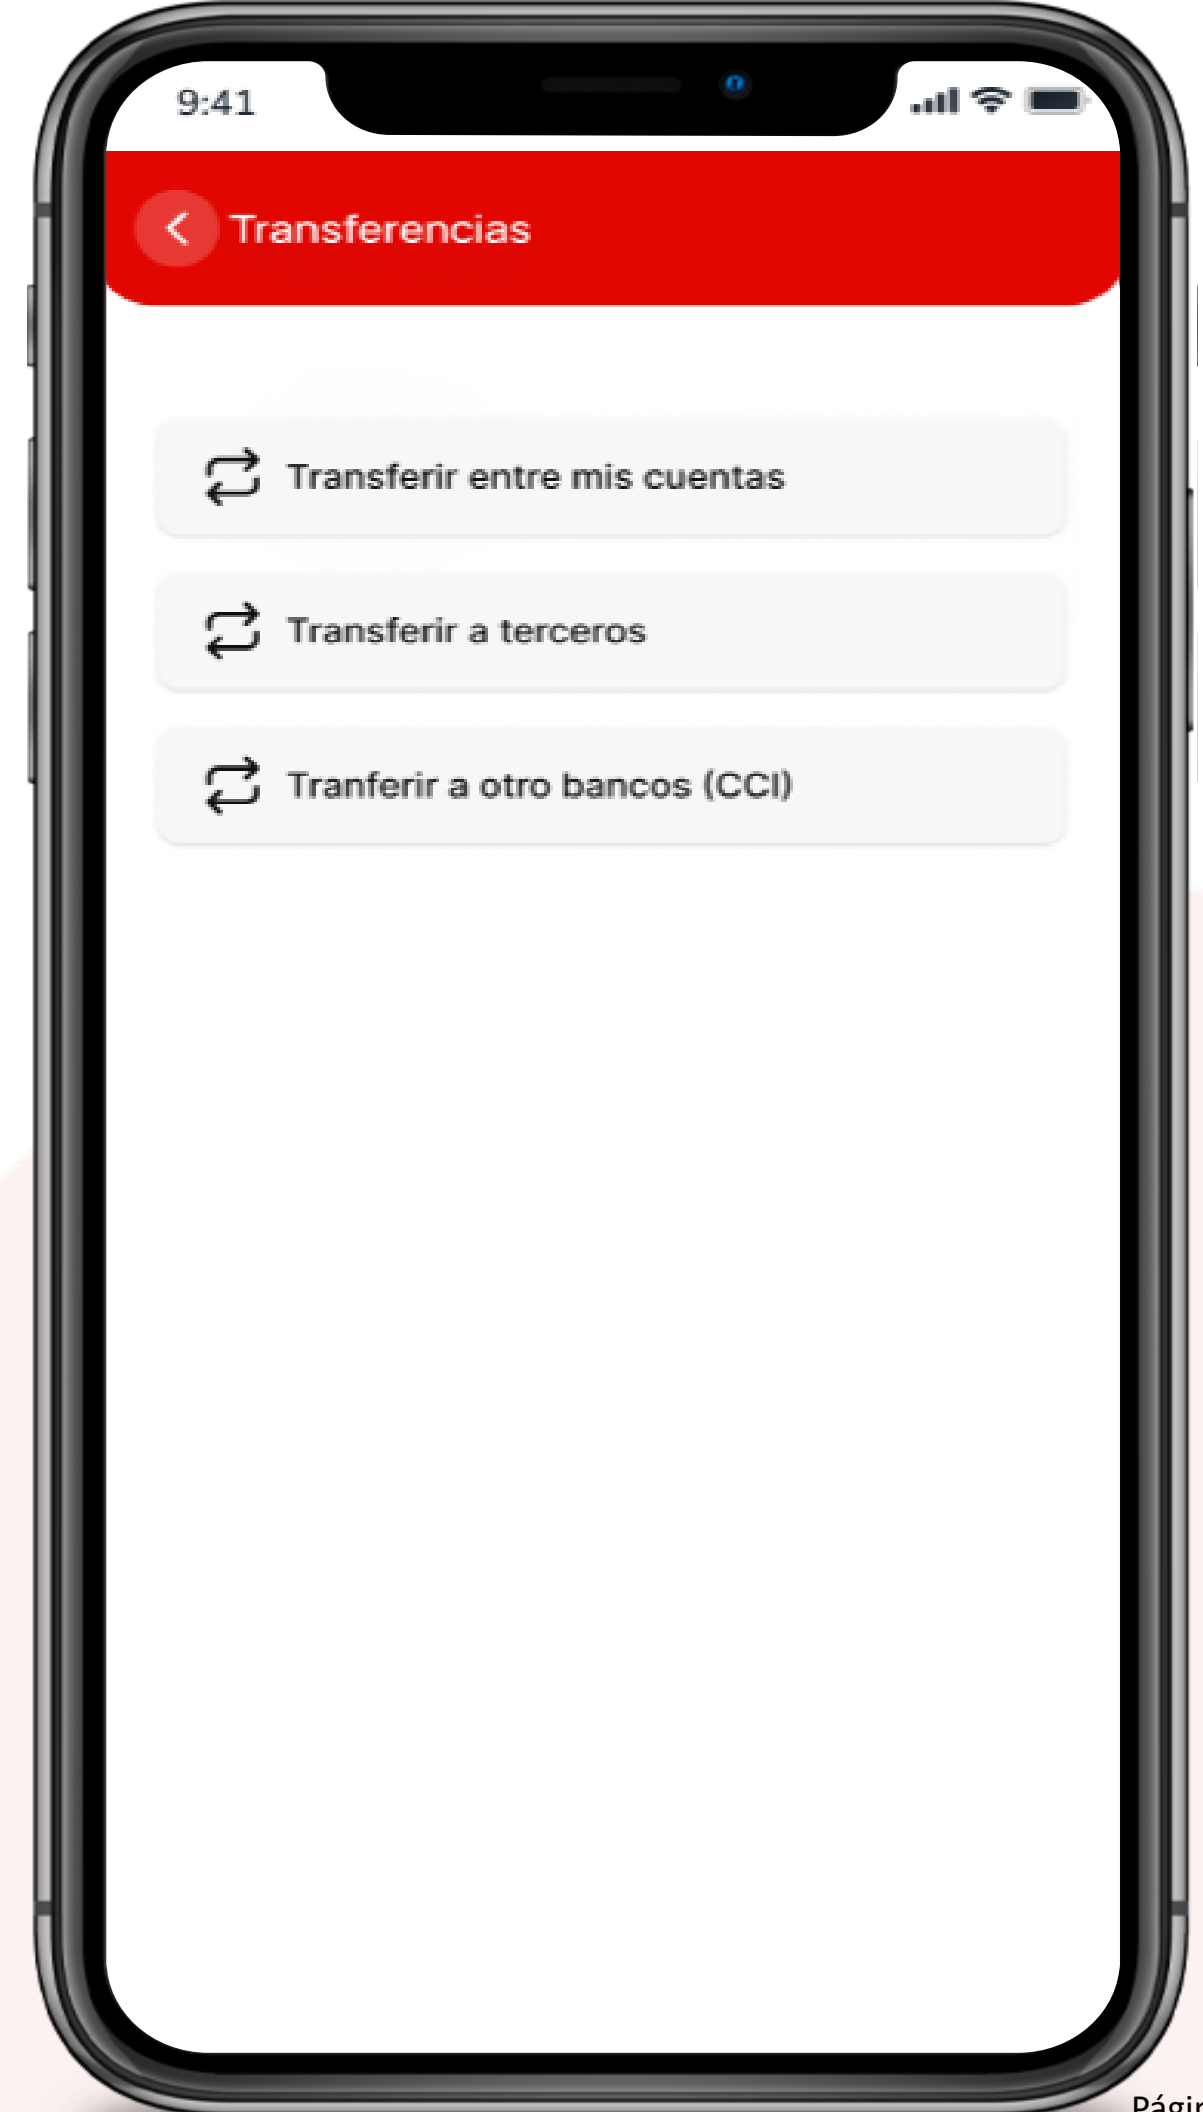 9:41
Transferencias
Transferir entre mis cuentas
Transferir a terceros
Tranferir a otro bancos (CCI)